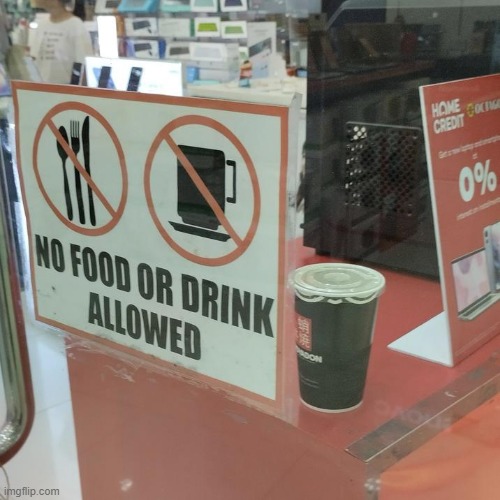 NO FOOD OR DRINK
ALLOWED
HOME
CREDIT
0%
imgflip.com